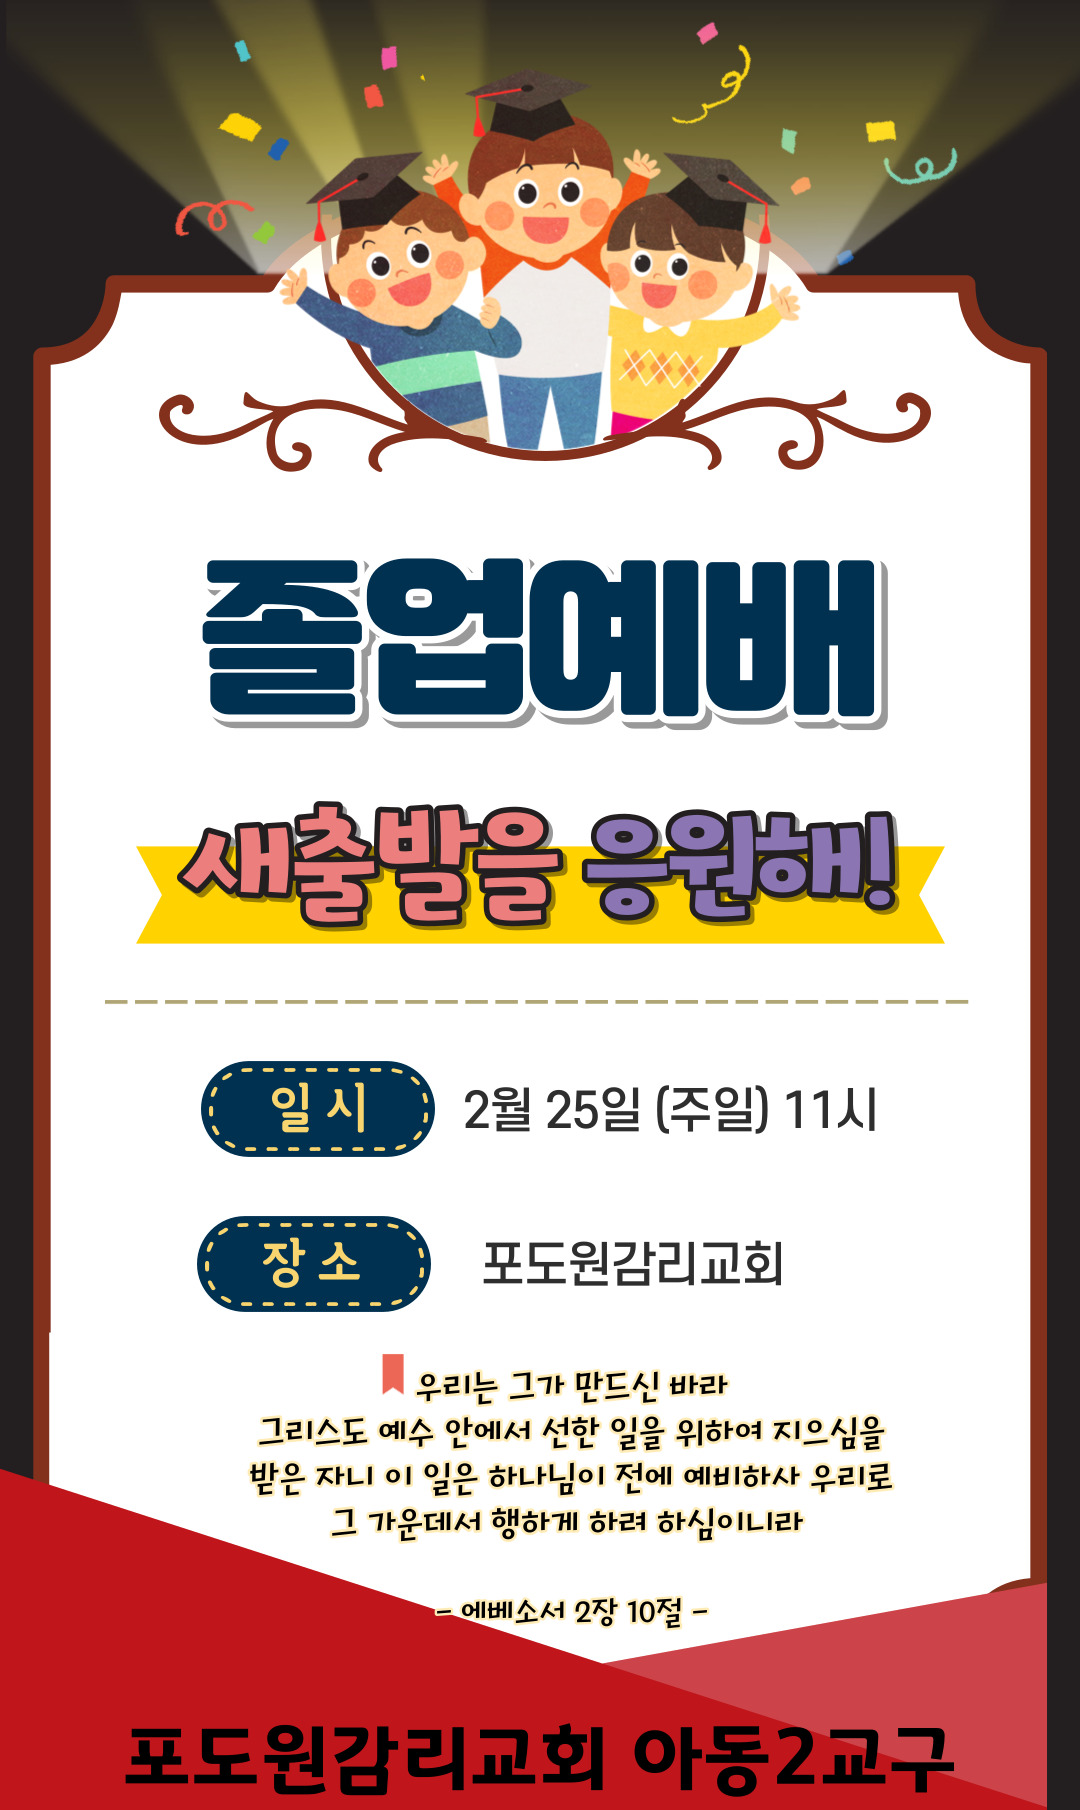 졸업예배
새출발을 응원해!
일 시 2월 25일 (주일) 11시
장 소 포도원감리교회
우리는 그가 만드신 바라
그리스도 예수 안에서 선한 일을 위하여 지으심을
받은 자니 이 일은 하나님이 전에 예비하사 우리로
그 가운데서 행하게 하려 하심이니라
- 에베소서 2장 10절 -
포도원감리교회 아동2교구